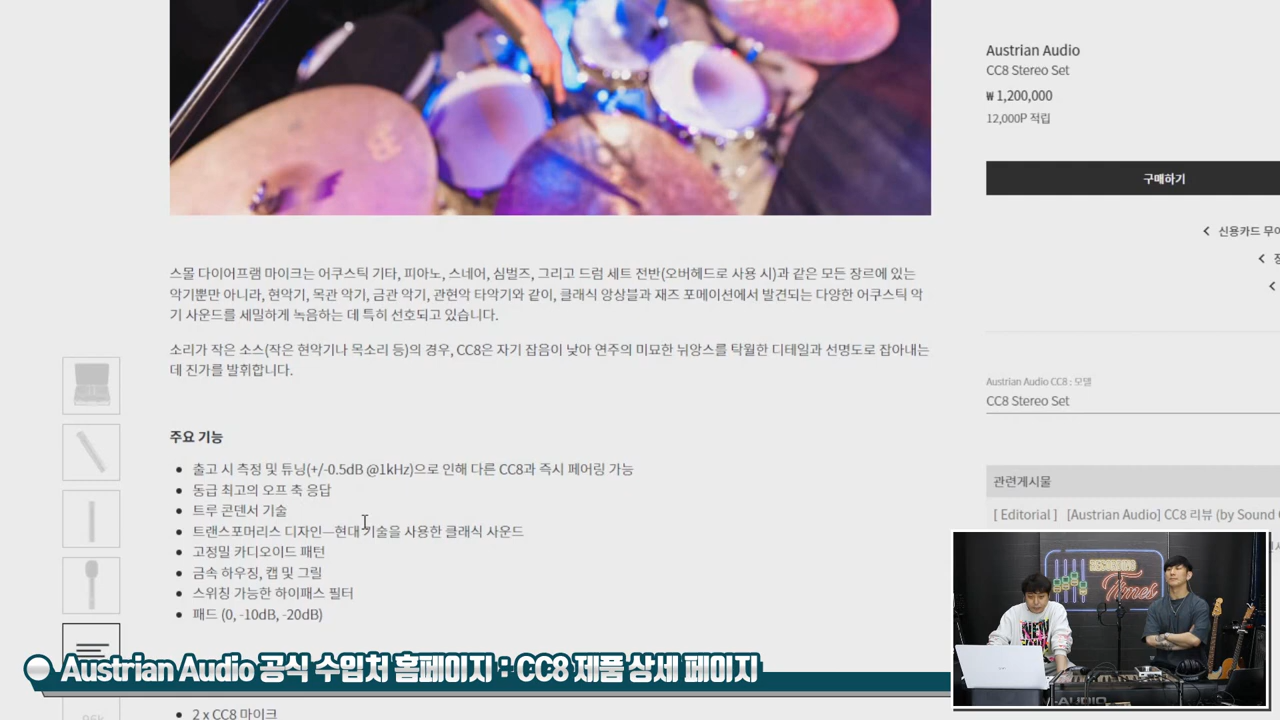 Austrian Audio
CC8 Stereo Set
₩ 1,200,000
12,000P 적립
구매하기
신용카드 무이
스몰 다이어프램 마이크는 어쿠스틱 기타, 피아노, 스네어, 심벌즈, 그리고 드럼 세트 전반(오버헤드로 사용 시)과 같은 모든 장르에 있는
악기뿐만 아니라, 현악기, 목관 악기, 금관 악기, 관현악 타악기와 같이, 클래식 앙상블과 재즈 포메이션에서 발견되는 다양한 어쿠스틱 악
기 사운드를 세밀하게 녹음하는 데 특히 선호되고 있습니다.
소리가 작은 소스(작은 현악기나 목소리 등)의 경우, CC8은 자기 잡음이 낮아 연주의 미묘한 뉘앙스를 탁월한 디테일과 선명도로 잡아내는
데 진가를 발휘합니다.
Austrian Audio CC8 : 모델
CC8 Stereo Set
주요 기능
출고 시 측정 및 튜닝(+/-0.5dB @1kHz)으로 인해 다른 CC8과 즉시 페어링 가능
동급 최고의 오프 축 응답
트루 콘덴서 기술
트랜스포머리스 디자인—현대 기술을 사용한 클래식 사운드
고정밀 카디오이드 패턴
금속 하우징, 캡 및 그릴
스위칭 가능한 하이패스 필터
패드 (0, -10dB, -20dB)
관련게시물
[ Editorial ] [Austrian Audio] CC8 리뷰 (by Sound
RECORDING
Times
Austrian Audio 공식 수입처 홈페이지 : CC8 제품 상세 페이지
2 x CC8 마이크